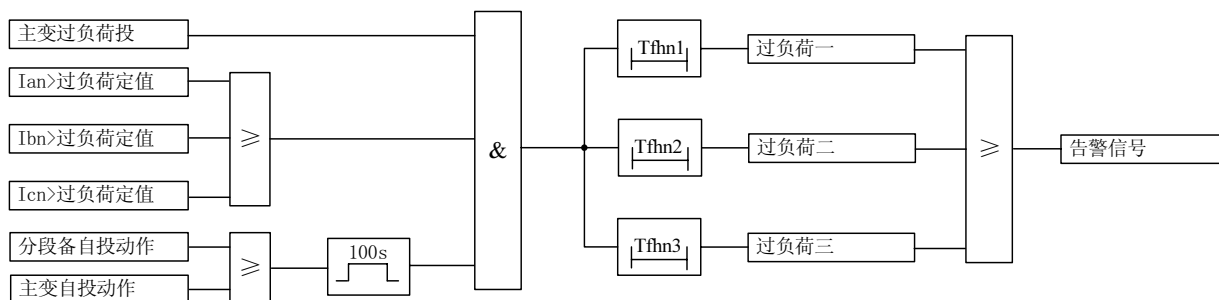 主变过负荷投
Ian>过负荷定值
Ibn>过负荷定值
Icn>过负荷定值
≥
分段备自投动作
主变自投动作
≥
100s
&
Tfhn1
过负荷一
Tfhn2
过负荷二
Tfhn3
过负荷三
≥
告警信号